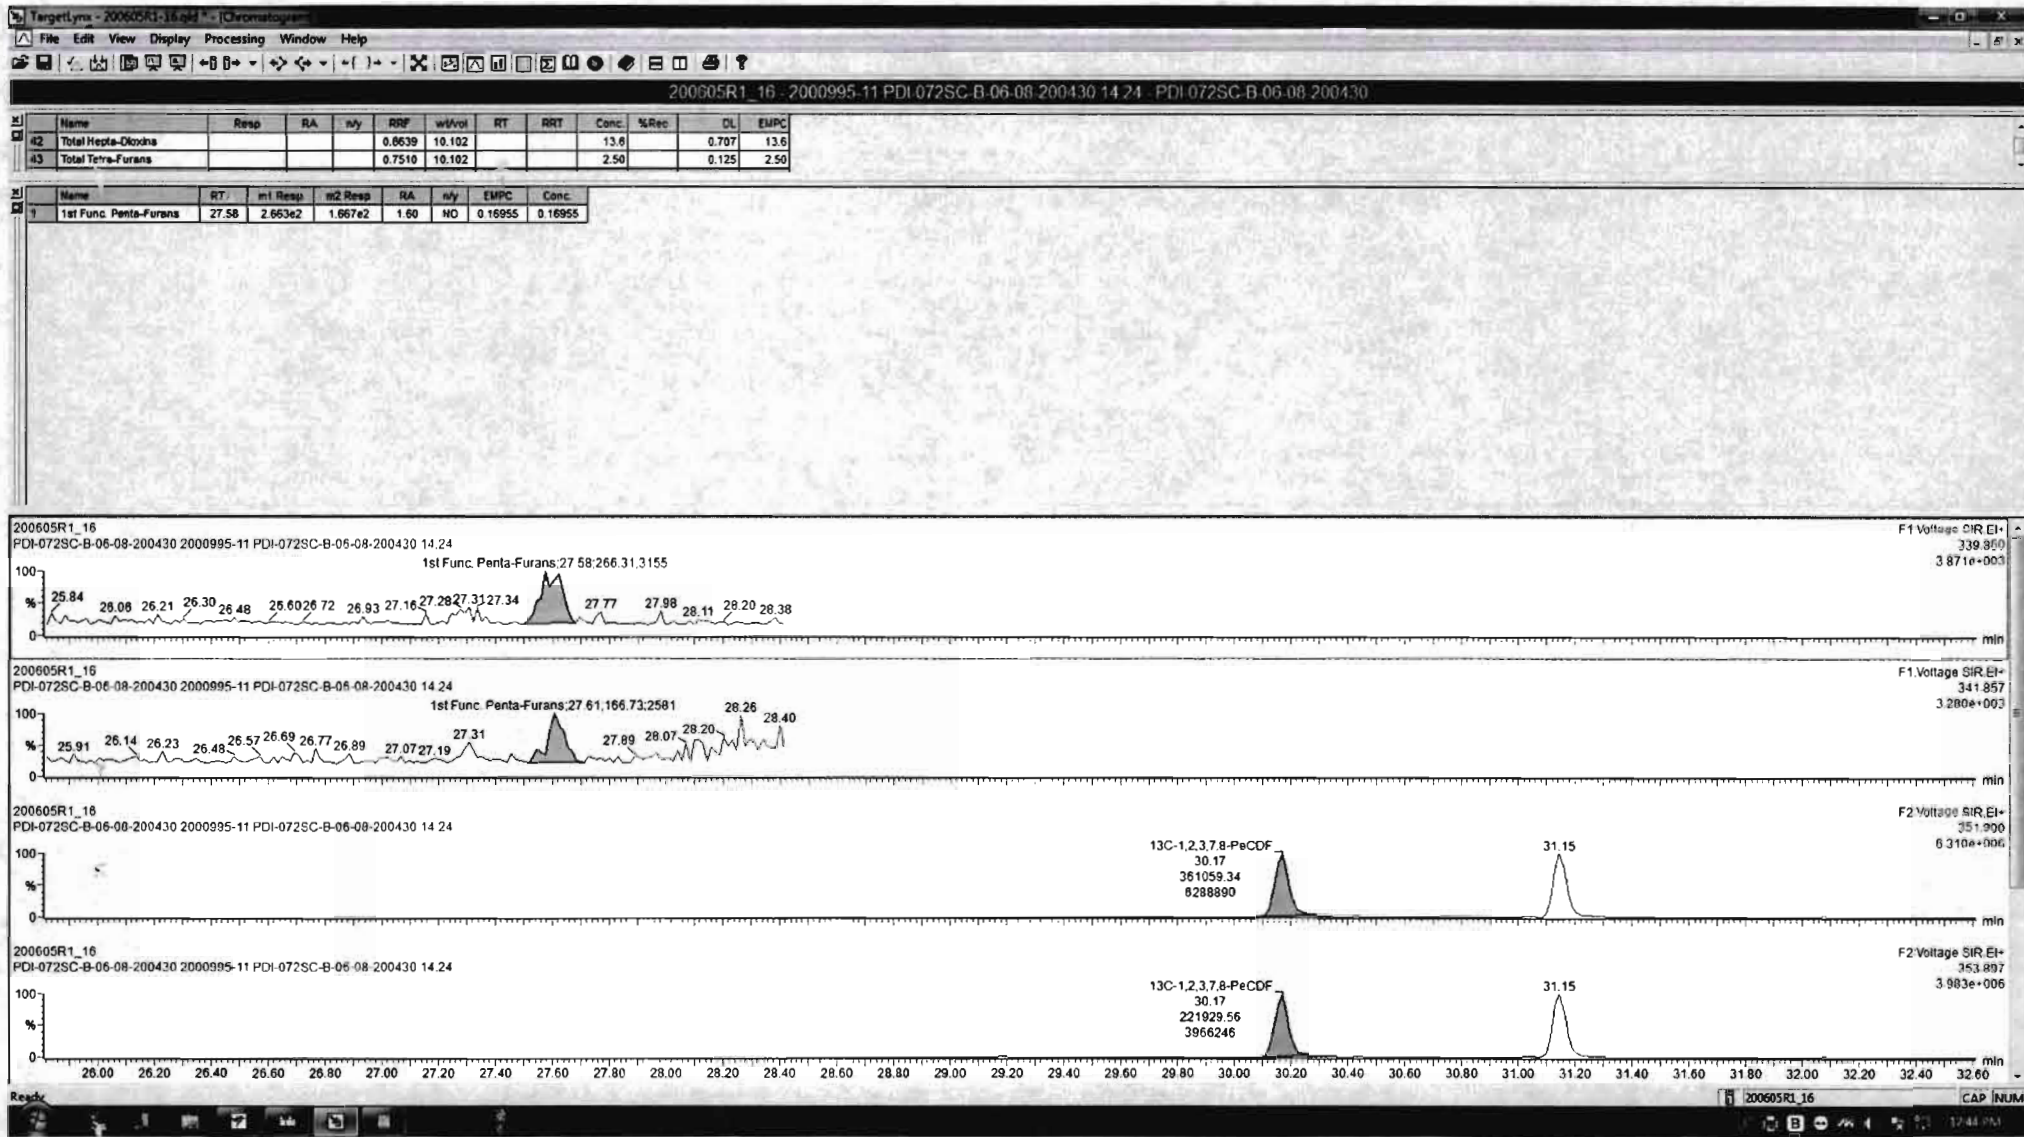 TargetLynx - 200605R1-16.qld * - [Chromatogram]
File Edit View Display Processing Window Help
200605R1_16 - 2000995-11 PDI-072SC-B-06-08-200430 14.24 - PDI-072SC-B-06-08-200430
Name Resp RA n/y RRF wt/vol RT RRT Conc. %Rec DL EMPC
42 Total Hepta-Dioxins 0.8639 10.102 13.6 0.707 13.6
43 Total Tetra-Furans 0.7510 10.102 2.50 0.125 2.50
Name RT m1 Resp m2 Resp RA n/y EMPC Conc.
1 1st Func. Penta-Furans 27.58 2.663e2 1.667e2 1.60 NO 0.16955 0.16955
200605R1_16
PDI-072SC-B-06-08-200430 2000995-11 PDI-072SC-B-06-08-200430 14.24
F1:Voltage SIR,EI+
339.860
3.871e+003
1st Func. Penta-Furans;27.58;266.31,3155
100
%
0
25.84 26.06 26.21 26.30 26.48 26.60 26.72 26.93 27.16 27.28 27.31 27.34 27.77 27.98 28.11 28.20 28.38
min
200605R1_16
PDI-072SC-B-06-08-200430 2000995-11 PDI-072SC-B-06-08-200430 14.24
F1:Voltage SIR,EI+
341.857
3.280e+003
1st Func. Penta-Furans;27.61,166.73;2581
100
%
0
25.91 26.14 26.23 26.48 26.57 26.69 26.77 26.89 27.07 27.19 27.31 27.89 28.07 28.20 28.26 28.40
min
200605R1_16
PDI-072SC-B-06-08-200430 2000995-11 PDI-072SC-B-06-08-200430 14.24
F2:Voltage SIR,EI+
351.900
6.310e+006
13C-1,2,3,7,8-PeCDF
30.17
361059.34
6288890
31.15
100
%
0
min
200605R1_16
PDI-072SC-B-06-08-200430 2000995-11 PDI-072SC-B-06-08-200430 14.24
F2:Voltage SIR,EI+
353.897
3.983e+006
13C-1,2,3,7,8-PeCDF
30.17
221929.56
3966246
31.15
100
%
0
min
26.00 26.20 26.40 26.60 26.80 27.00 27.20 27.40 27.60 27.80 28.00 28.20 28.40 28.60 28.80 29.00 29.20 29.40 29.60 29.80 30.00 30.20 30.40 30.60 30.80 31.00 31.20 31.40 31.60 31.80 32.00 32.20 32.40 32.60
Ready
200605R1_16
CAP NUM
12:44 PM